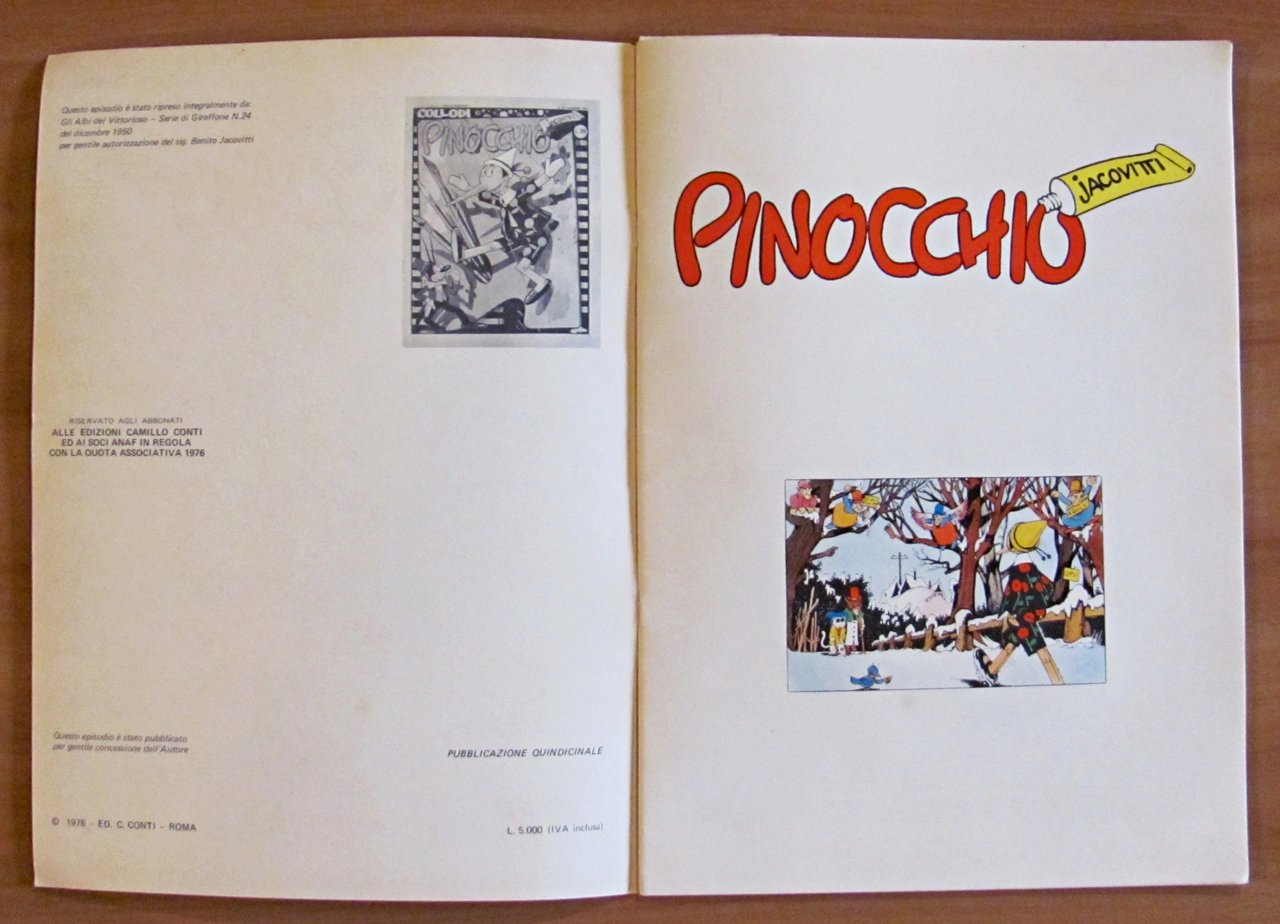 Questo episodio è stato ripreso integralmente da:
Gli Albi del Vittorioso — Serie di Giraffone N.24
del dicembre 1950
per gentile autorizzazione del sig. Benito Jacovitti
COLLODI
PINOCCHIO
RISERVATO AGLI ABBONATI
ALLE EDIZIONI CAMILLO CONTI
ED AI SOCI ANAF IN REGOLA
CON LA QUOTA ASSOCIATIVA 1976
Questo episodio è stato pubblicato
per gentile concessione dell'Autore
PUBBLICAZIONE QUINDICINALE
© 1976 - ED. C. CONTI - ROMA
L. 5.000 (IVA inclusa)
JACOVITTI
PINOCCHIO